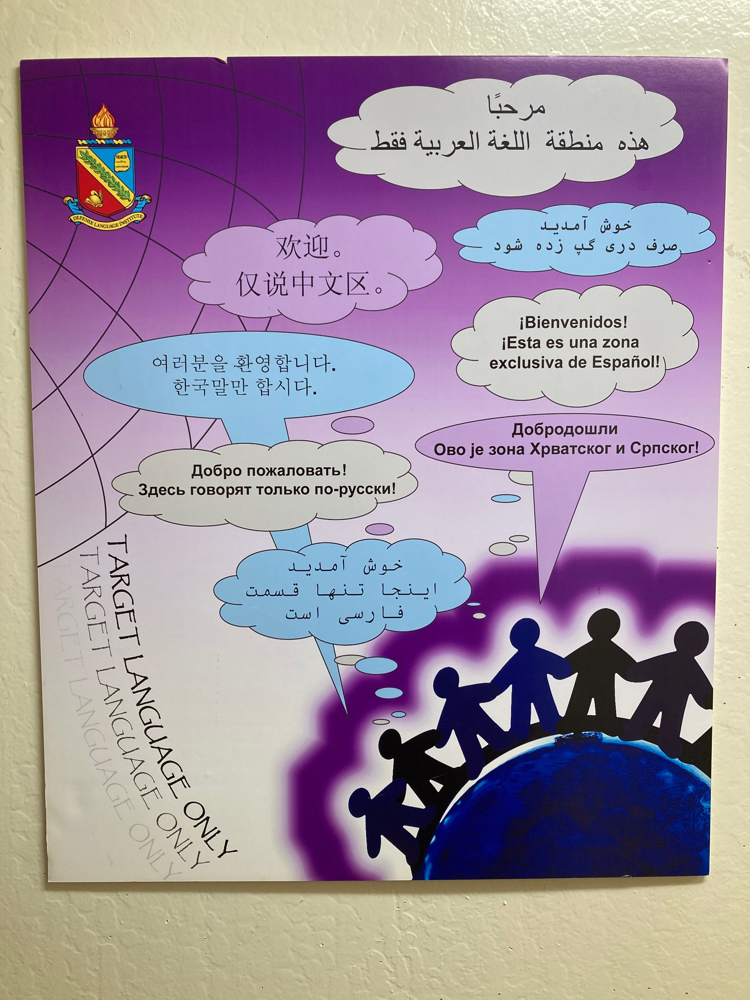 مرحبًا
هذه منطقة اللغة العربية فقط
DEFENSE LANGUAGE INSTITUTE
خوش آمدید
صرف دری گپ زده شود
欢迎。
仅说中文区。
¡Bienvenidos!
¡Esta es una zona
exclusiva de Español!
여러분을 환영합니다.
한국말만 합시다.
Добродошли
Ово је зона Хрватског и Српског!
Добро пожаловать!
Здесь говорят только по-русски!
خوش آمدید
اینجا تنها قسمت
فارسی است
TARGET LANGUAGE ONLY
TARGET LANGUAGE ONLY
TARGET LANGUAGE ONLY